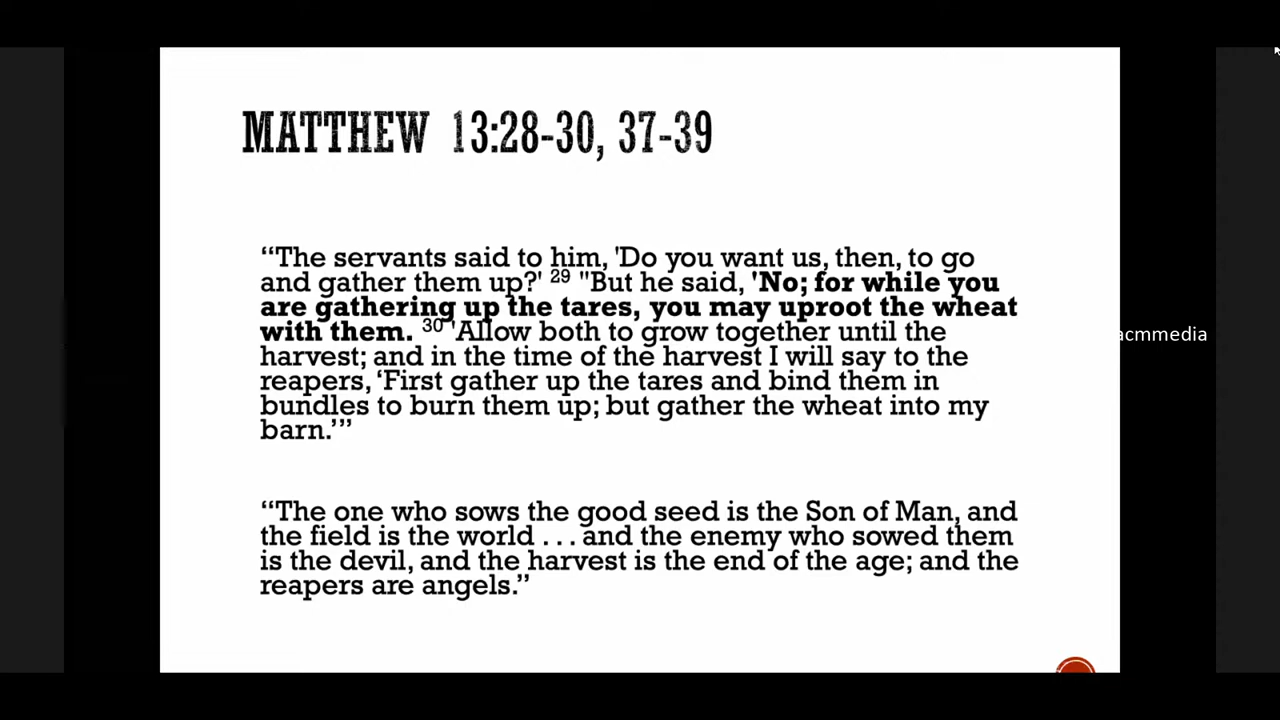 MATTHEW 13:28-30, 37-39
“The servants said to him, 'Do you want us, then, to go
and gather them up?' 29 "But he said, 'No; for while you
are gathering up the tares, you may uproot the wheat
with them. 30 'Allow both to grow together until the
harvest; and in the time of the harvest I will say to the
reapers, ‘First gather up the tares and bind them in
bundles to burn them up; but gather the wheat into my
barn.’”
“The one who sows the good seed is the Son of Man, and
the field is the world . . . and the enemy who sowed them
is the devil, and the harvest is the end of the age; and the
reapers are angels.”
acmmedia